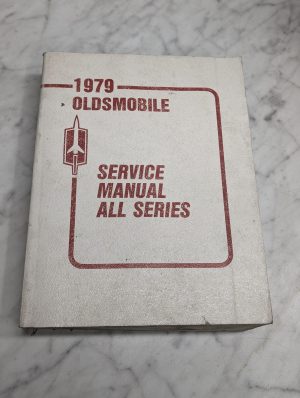 1979
OLDSMOBILE
SERVICE
MANUAL
ALL SERIES